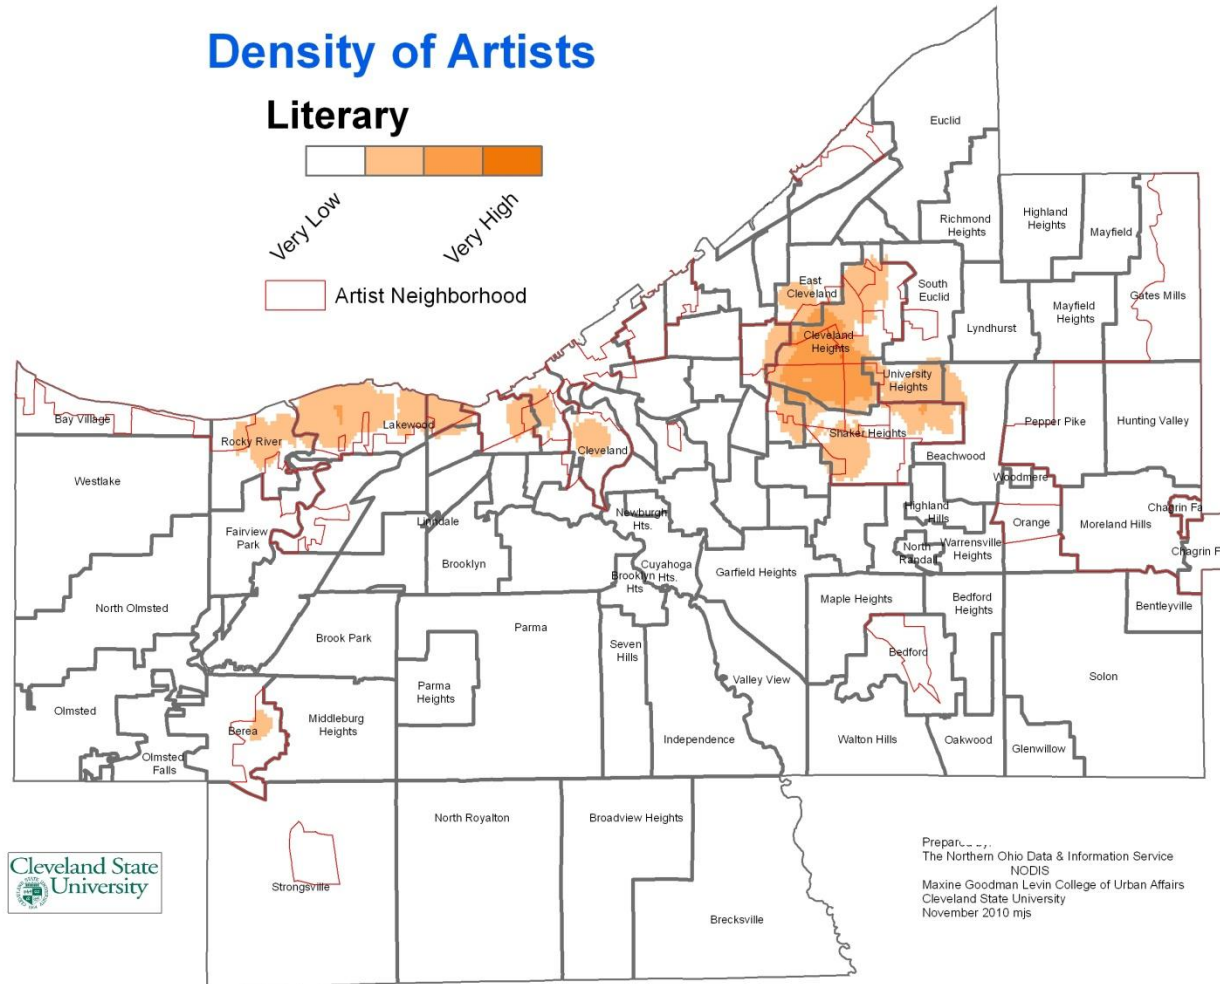 Density of Artists
Literary
Very Low
Very High
Artist Neighborhood
Euclid
Richmond
Heights
Highland
Heights
Mayfield
East
Cleveland
South
Euclid
Lyndhurst
Mayfield
Heights
Gates Mills
Cleveland
Heights
University
Heights
Bay Village
Rocky River
Lakewood
Cleveland
Shaker Heights
Pepper Pike
Hunting Valley
Beachwood
Westlake
Woodmere
Fairview
Park
Linndale
Newburgh
Hts.
Highland
Hills
Orange
Moreland Hills
Chagrin Fa
Chagrin F
North
Randall
Warrensville
Heights
Brooklyn
Cuyahoga
Hts.
Brooklyn
Hts
Garfield Heights
North Olmsted
Maple Heights
Bedford
Heights
Bentleyville
Brook Park
Parma
Seven
Hills
Bedford
Parma
Heights
Valley View
Solon
Olmsted
Berea
Middleburg
Heights
Independence
Walton Hills
Oakwood
Glenwillow
Olmsted
Falls
North Royalton
Broadview Heights
Strongsville
Brecksville
Cleveland State
University
The Northern Ohio Data & Information Service
NODIS
Maxine Goodman Levin College of Urban Affairs
Cleveland State University
November 2010 mjs